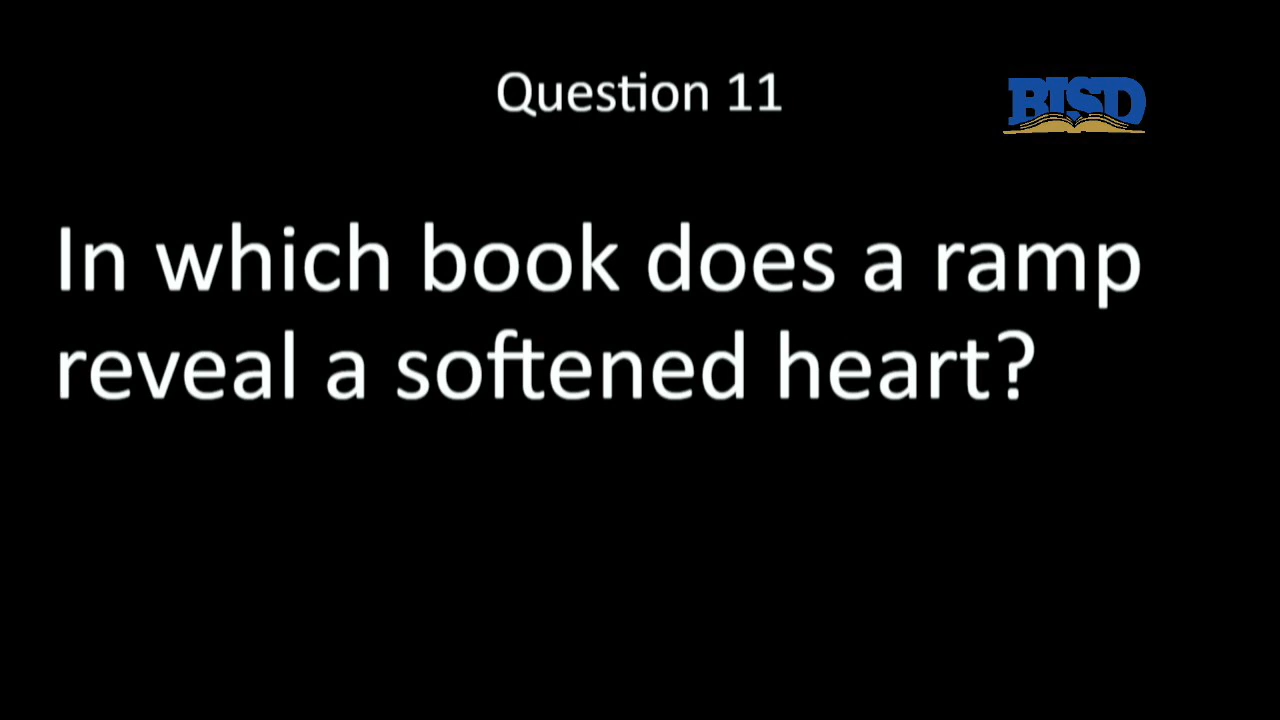 Question 11
BISD
In which book does a ramp
reveal a softened heart?